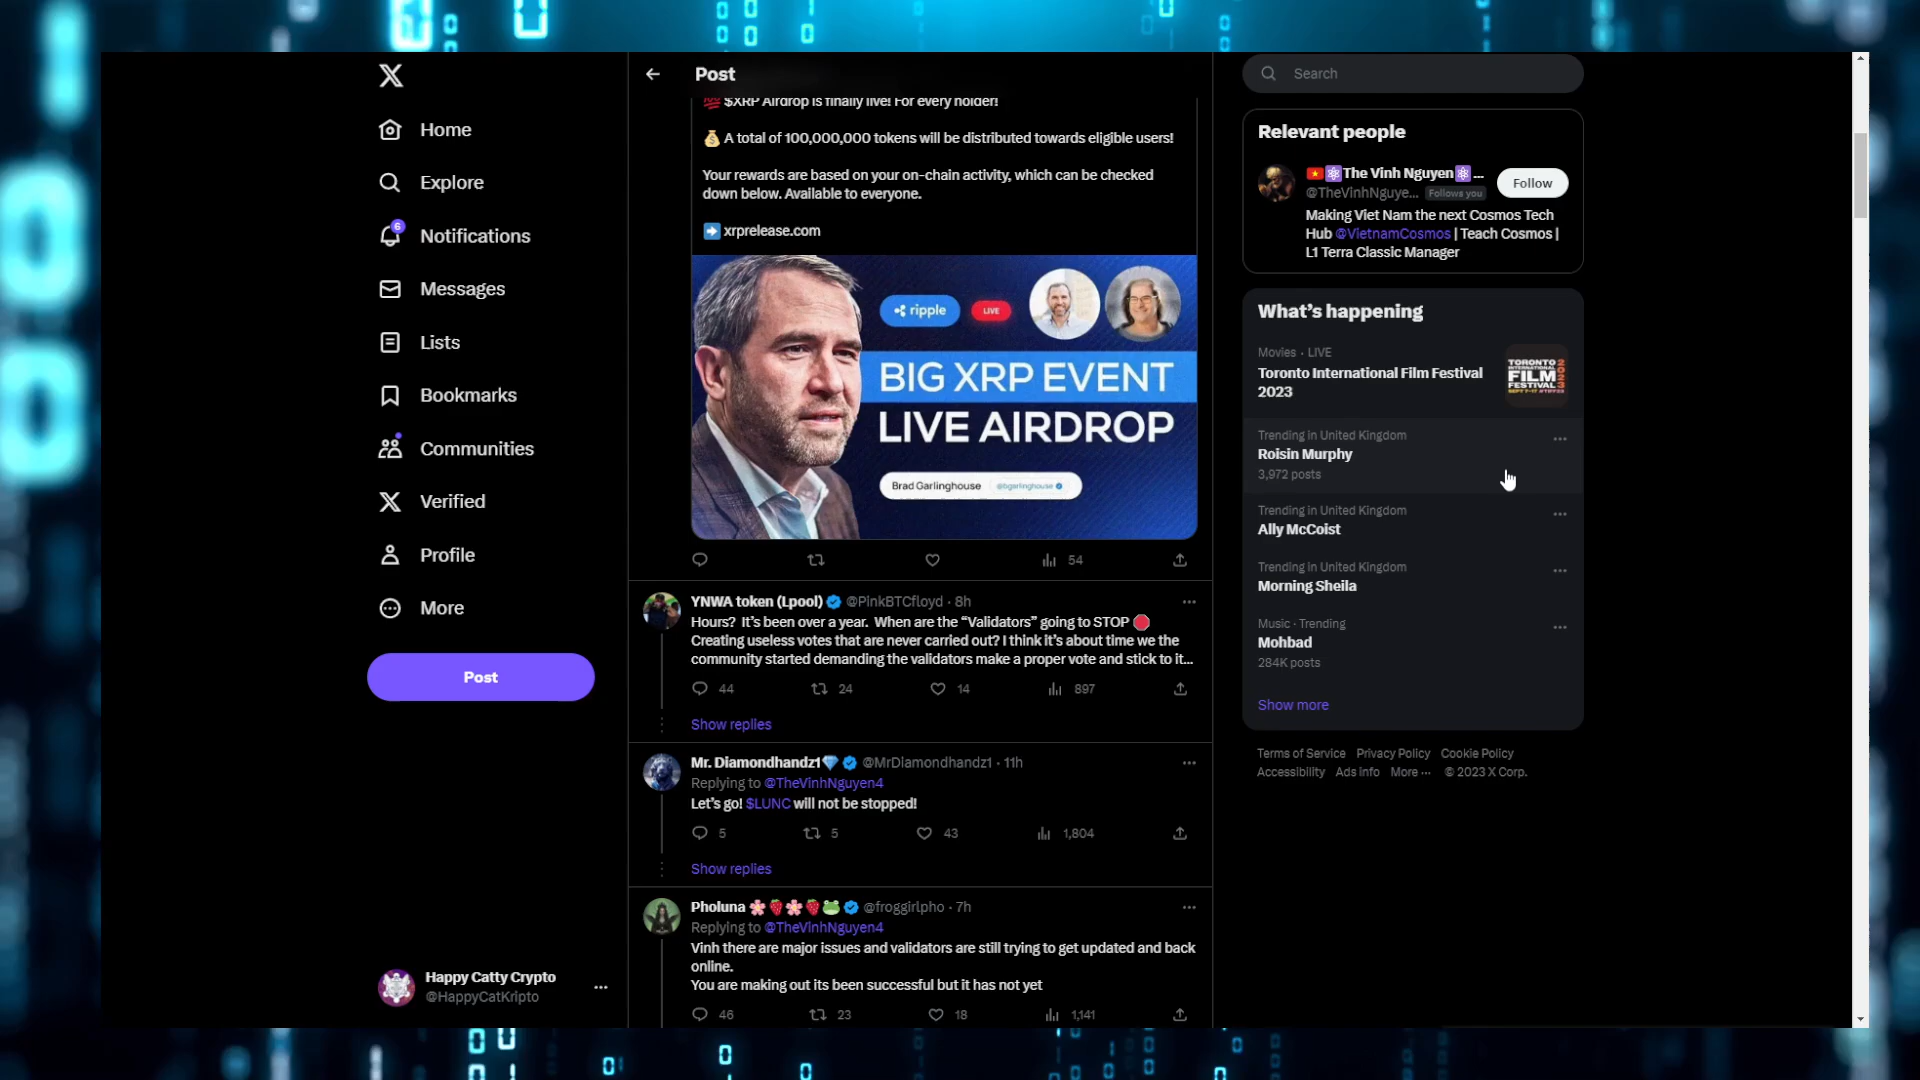 Home
Explore
6
Notifications
Messages
Lists
Bookmarks
Communities
Verified
Profile
More
Post
Happy Catty Crypto
@HappyCatKripto
Post
$XRP Airdrop is finally live! For every holder!
A total of 100,000,000 tokens will be distributed towards eligible users!
Your rewards are based on your on-chain activity, which can be checked
down below. Available to everyone.
xrprelease.com
ripple
LIVE
BIG XRP EVENT
LIVE AIRDROP
Brad Garlinghouse @bgarlinghouse
54
YNWA token (Lpool) @PinkBTCfloyd · 8h
Hours? It's been over a year. When are the “Validators” going to STOP
Creating useless votes that are never carried out? I think it's about time we the
community started demanding the validators make a proper vote and stick to it...
44 24 14 897
Show replies
Mr. Diamondhandz1 @MrDiamondhandz1 · 11h
Replying to @TheVinhNguyen4
Let's go! $LUNC will not be stopped!
5 5 43 1,804
Show replies
Pholuna @froggirlpho · 7h
Replying to @TheVinhNguyen4
Vinh there are major issues and validators are still trying to get updated and back
online.
You are making out its been successful but it has not yet
46 23 18 1,141
Search
Relevant people
The Vinh Nguyen ...
@TheVinhNguye... Follows you
Follow
Making Viet Nam the next Cosmos Tech
Hub @VietnamCosmos | Teach Cosmos |
L1 Terra Classic Manager
What's happening
Movies · LIVE
Toronto International Film Festival
2023
TORONTO
INTERNATIONAL
FILM
FESTIVAL
2023
Trending in United Kingdom
Roisin Murphy
3,972 posts
Trending in United Kingdom
Ally McCoist
Trending in United Kingdom
Morning Sheila
Music · Trending
Mohbad
284K posts
Show more
Terms of Service Privacy Policy Cookie Policy
Accessibility Ads info More ··· © 2023 X Corp.